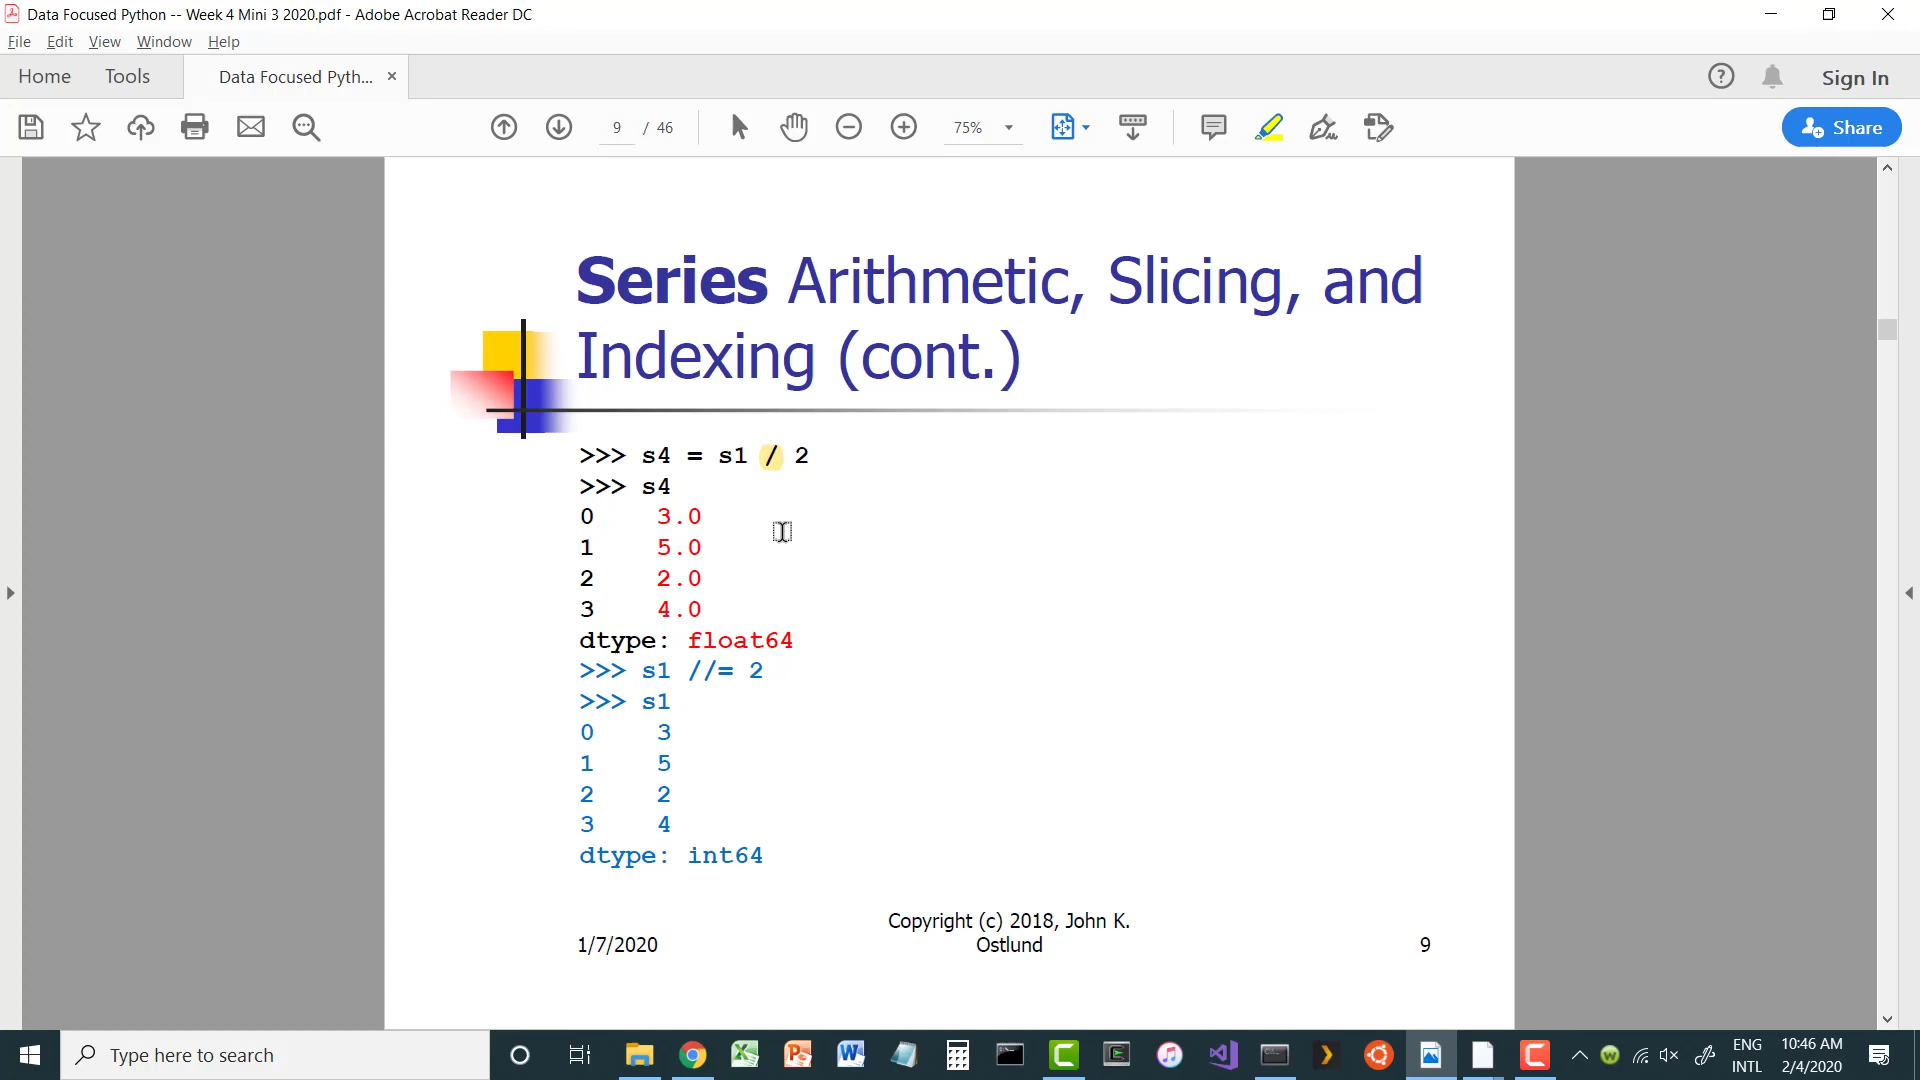 Data Focused Python -- Week 4 Mini 3 2020.pdf - Adobe Acrobat Reader DC
File Edit View Window Help
Home Tools Data Focused Pyth... × Sign In
9 / 46 75% Share
Series Arithmetic, Slicing, and
Indexing (cont.)
>>> s4 = s1 / 2
>>> s4
0 3.0
1 5.0
2 2.0
3 4.0
dtype: float64
>>> s1 //= 2
>>> s1
0 3
1 5
2 2
3 4
dtype: int64
Copyright (c) 2018, John K.
Ostlund
1/7/2020
9
Type here to search
ENG
INTL
10:46 AM
2/4/2020